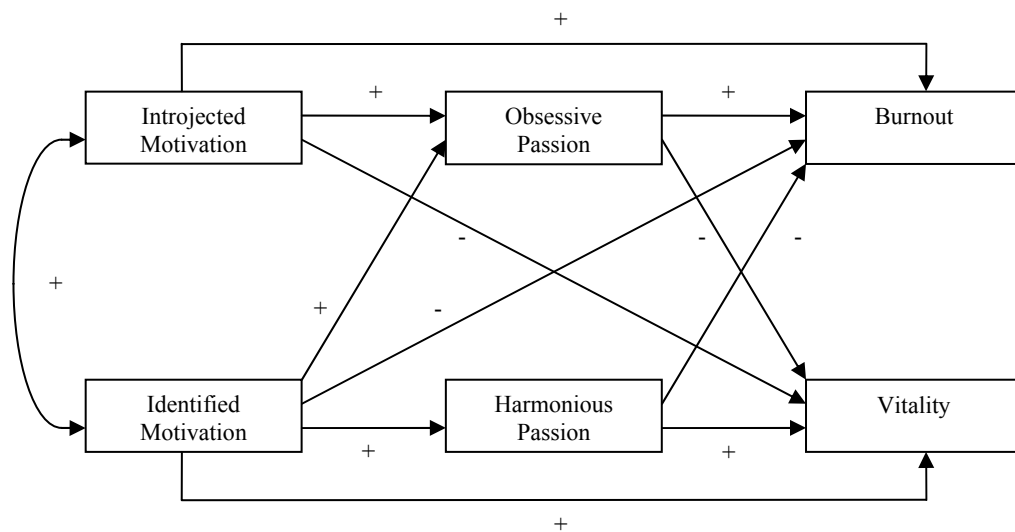 +
Introjected
Motivation
+
Obsessive
Passion
+
Burnout
-
-
-
+
+
-
Identified
Motivation
+
Harmonious
Passion
+
Vitality
+